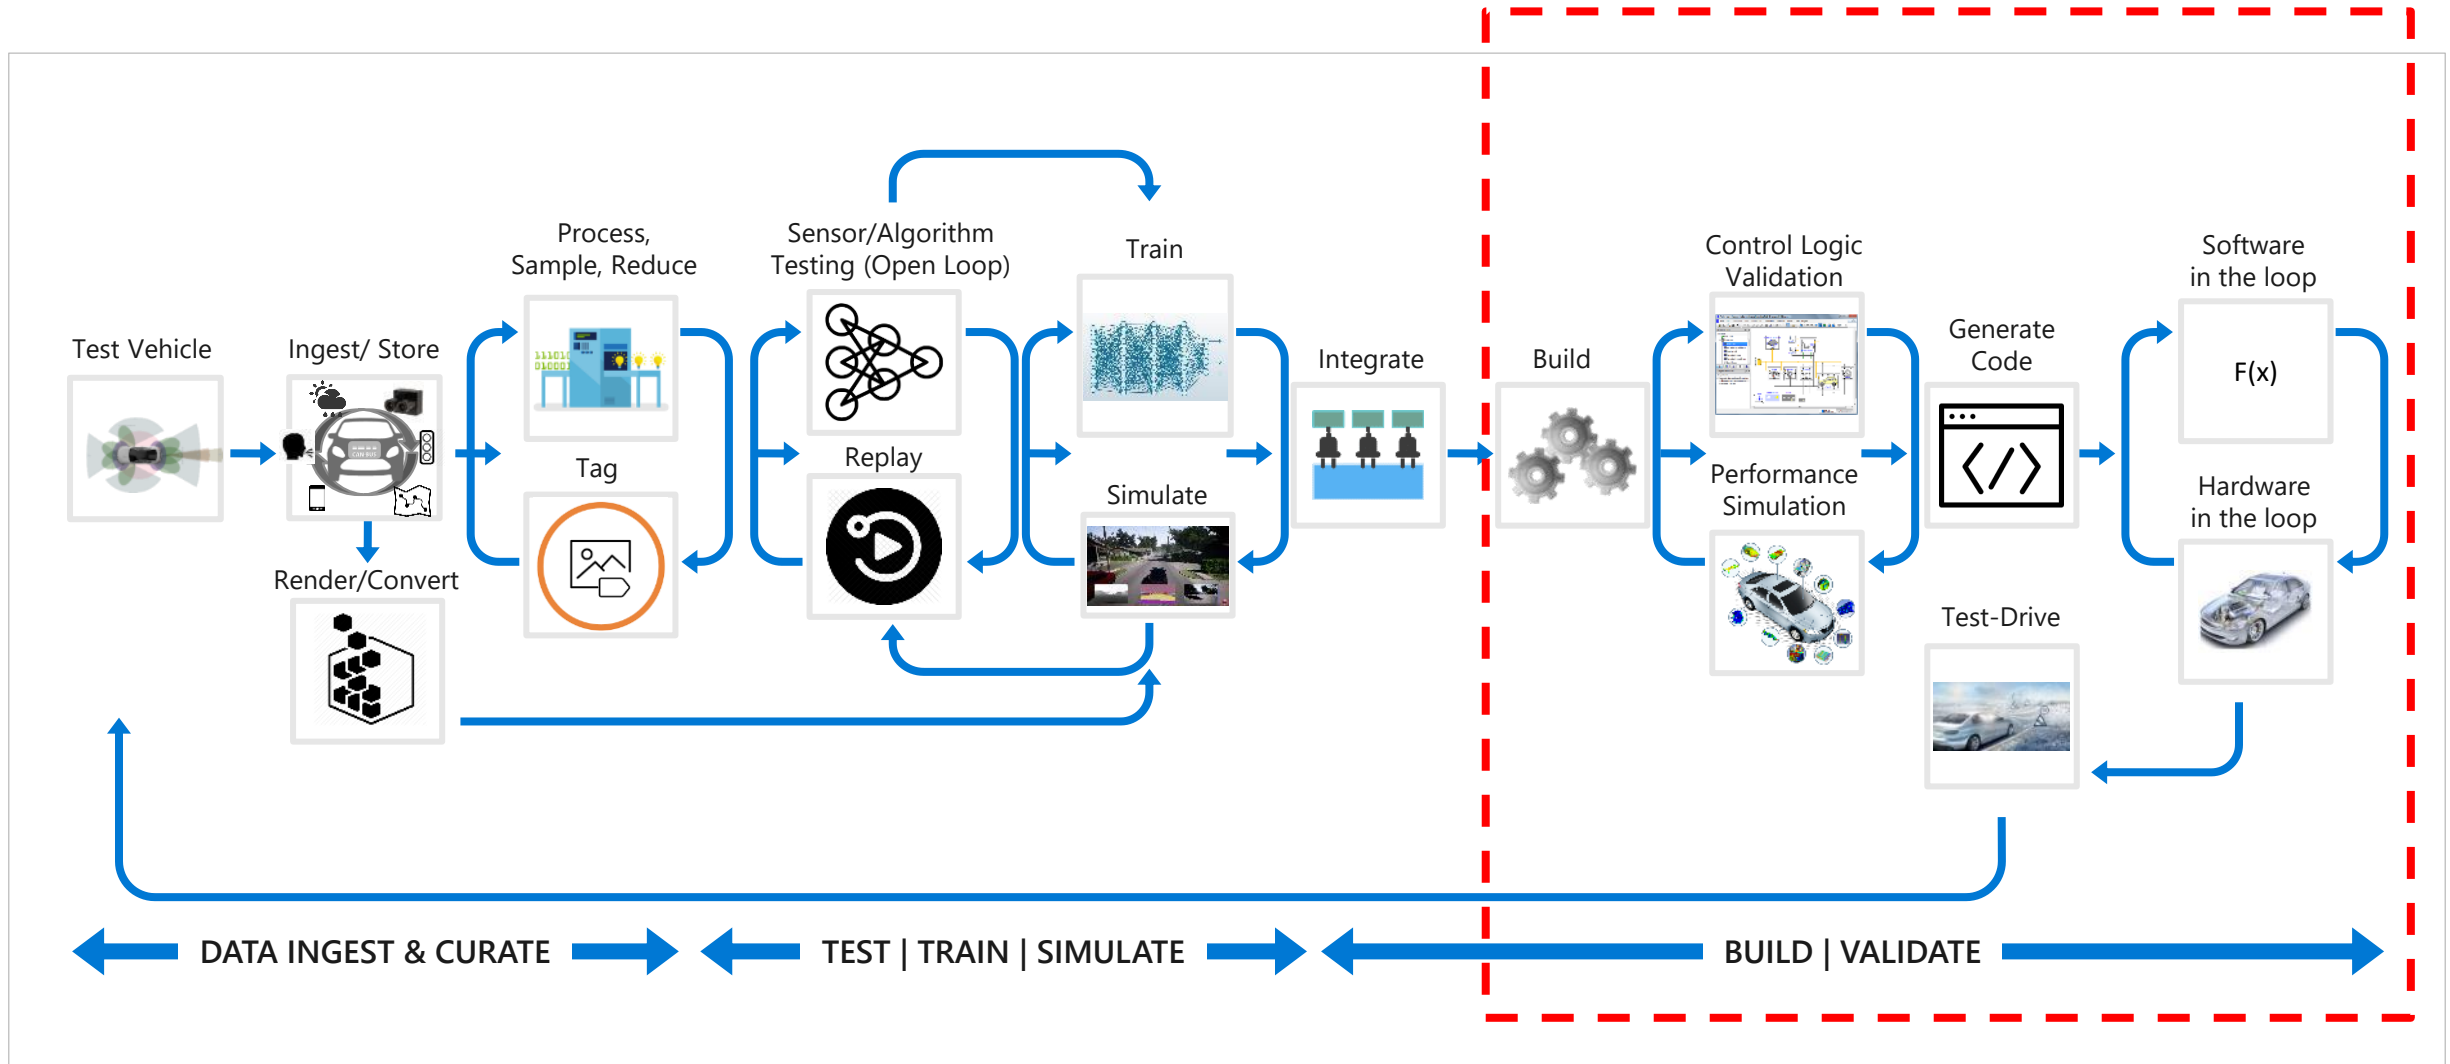 Test Vehicle
Ingest/ Store
CAN BUS
Render/Convert
Process,
Sample, Reduce
Tag
Sensor/Algorithm
Testing (Open Loop)
Replay
Train
Simulate
Integrate
Build
Control Logic
Validation
Performance
Simulation
Generate
Code
</>
Software
in the loop
F(x)
Hardware
in the loop
Test-Drive
DATA INGEST & CURATE
TEST | TRAIN | SIMULATE
BUILD | VALIDATE